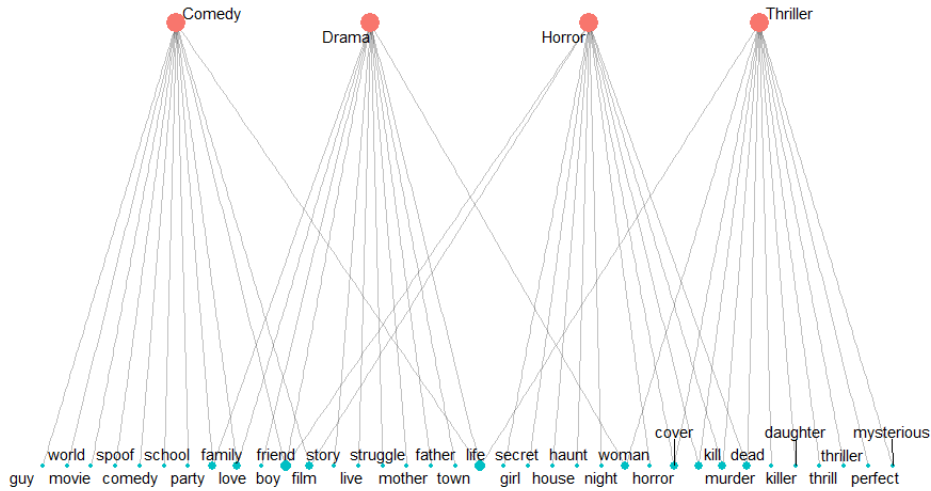 Comedy
Thriller
Drama
Horror
cover
daughter
mysterious
world spoof school family friend story struggle father life secret haunt woman kill dead thriller
guy movie comedy party love boy film live mother town girl house night horror murder killer thrill perfect